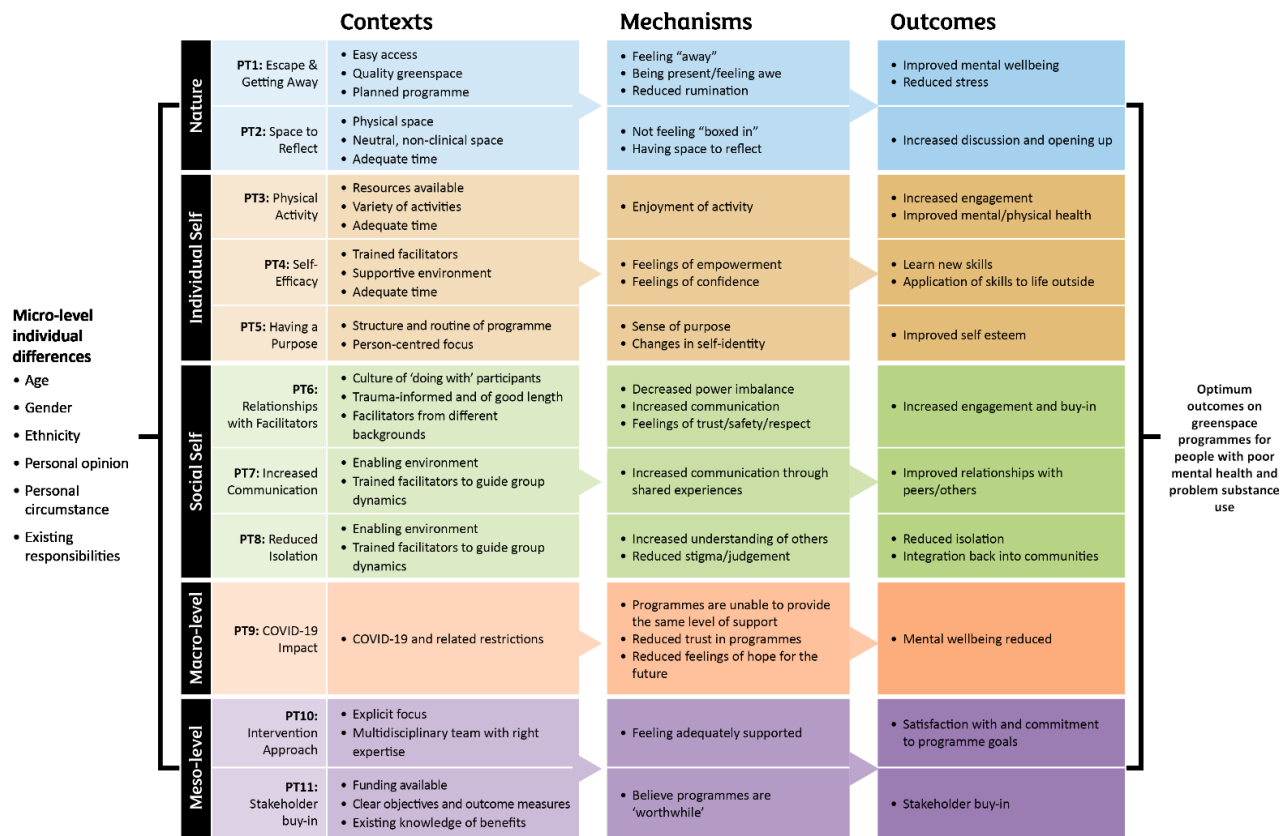 Contexts
Mechanisms
Outcomes
Micro-level
individual
differences
• Age
• Gender
• Ethnicity
• Personal opinion
• Personal
circumstance
• Existing
responsibilities
Nature
PT1: Escape &
Getting Away
• Easy access
• Quality greenspace
• Planned programme
• Feeling “away”
• Being present/feeling awe
• Reduced rumination
• Improved mental wellbeing
• Reduced stress
PT2: Space to
Reflect
• Physical space
• Neutral, non-clinical space
• Adequate time
• Not feeling “boxed in”
• Having space to reflect
• Increased discussion and opening up
Individual Self
PT3: Physical
Activity
• Resources available
• Variety of activities
• Adequate time
• Enjoyment of activity
• Increased engagement
• Improved mental/physical health
PT4: Self-
Efficacy
• Trained facilitators
• Supportive environment
• Adequate time
• Feelings of empowerment
• Feelings of confidence
• Learn new skills
• Application of skills to life outside
PT5: Having a
Purpose
• Structure and routine of programme
• Person-centred focus
• Sense of purpose
• Changes in self-identity
• Improved self esteem
Social Self
PT6:
Relationships
with Facilitators
• Culture of ‘doing with’ participants
• Trauma-informed and of good length
• Facilitators from different
backgrounds
• Decreased power imbalance
• Increased communication
• Feelings of trust/safety/respect
• Increased engagement and buy-in
PT7: Increased
Communication
• Enabling environment
• Trained facilitators to guide group
dynamics
• Increased communication through
shared experiences
• Improved relationships with
peers/others
PT8: Reduced
Isolation
• Enabling environment
• Trained facilitators to guide group
dynamics
• Increased understanding of others
• Reduced stigma/judgement
• Reduced isolation
• Integration back into communities
Macro-level
PT9: COVID-19
Impact
• COVID-19 and related restrictions
• Programmes are unable to provide
the same level of support
• Reduced trust in programmes
• Reduced feelings of hope for the
future
• Mental wellbeing reduced
Meso-level
PT10:
Intervention
Approach
• Explicit focus
• Multidisciplinary team with right
expertise
• Feeling adequately supported
• Satisfaction with and commitment
to programme goals
PT11:
Stakeholder
buy-in
• Funding available
• Clear objectives and outcome measures
• Existing knowledge of benefits
• Believe programmes are
‘worthwhile’
• Stakeholder buy-in
Optimum
outcomes on
greenspace
programmes for
people with poor
mental health and
problem substance
use